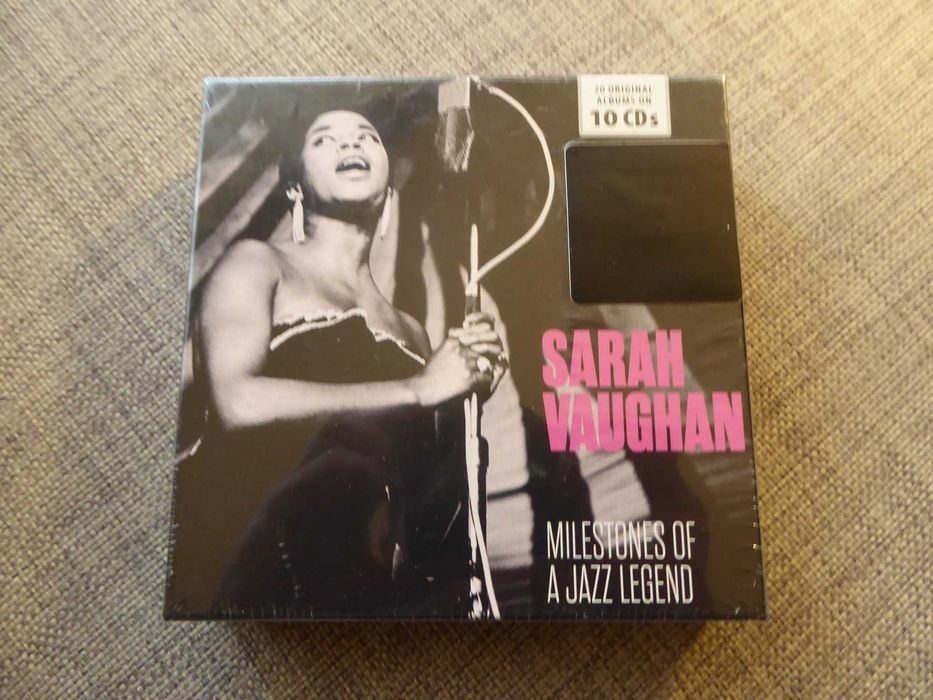 20 ORIGINAL
ALBUMS ON
10 CDs
SARAH
VAUGHAN
MILESTONES OF
A JAZZ LEGEND